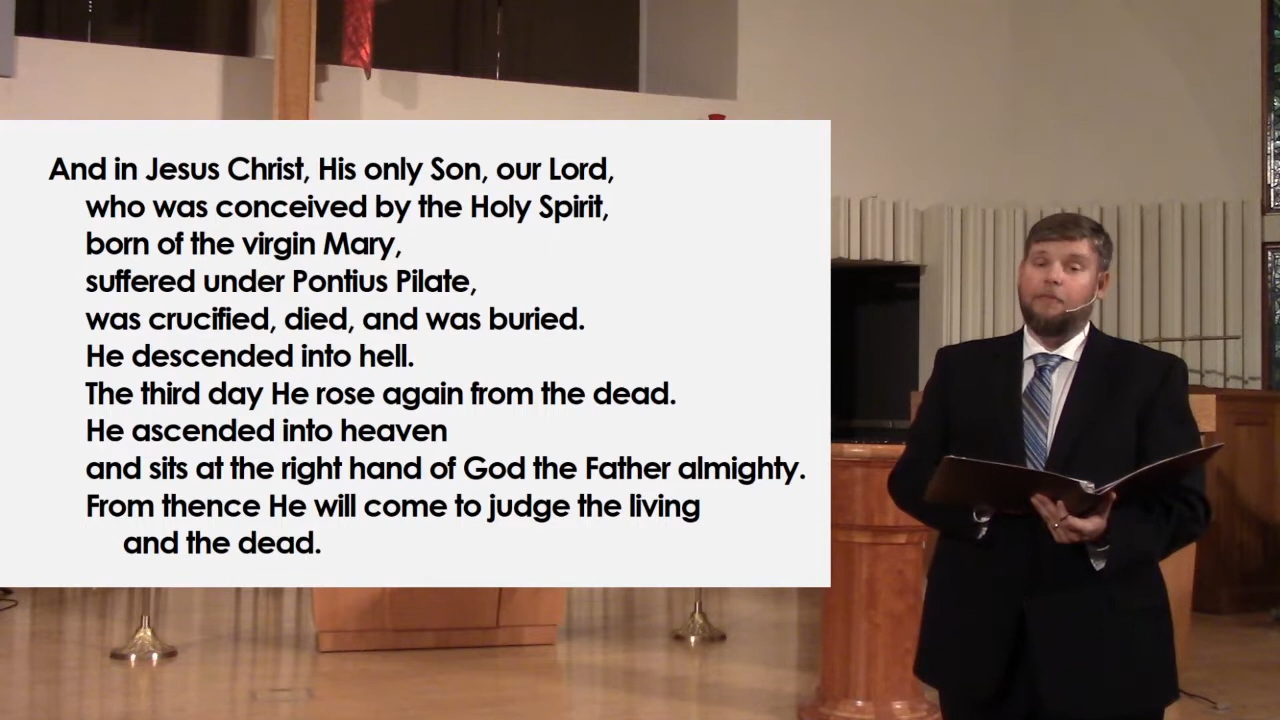 And in Jesus Christ, His only Son, our Lord,
who was conceived by the Holy Spirit,
born of the virgin Mary,
suffered under Pontius Pilate,
was crucified, died, and was buried.
He descended into hell.
The third day He rose again from the dead.
He ascended into heaven
and sits at the right hand of God the Father almighty.
From thence He will come to judge the living
and the dead.